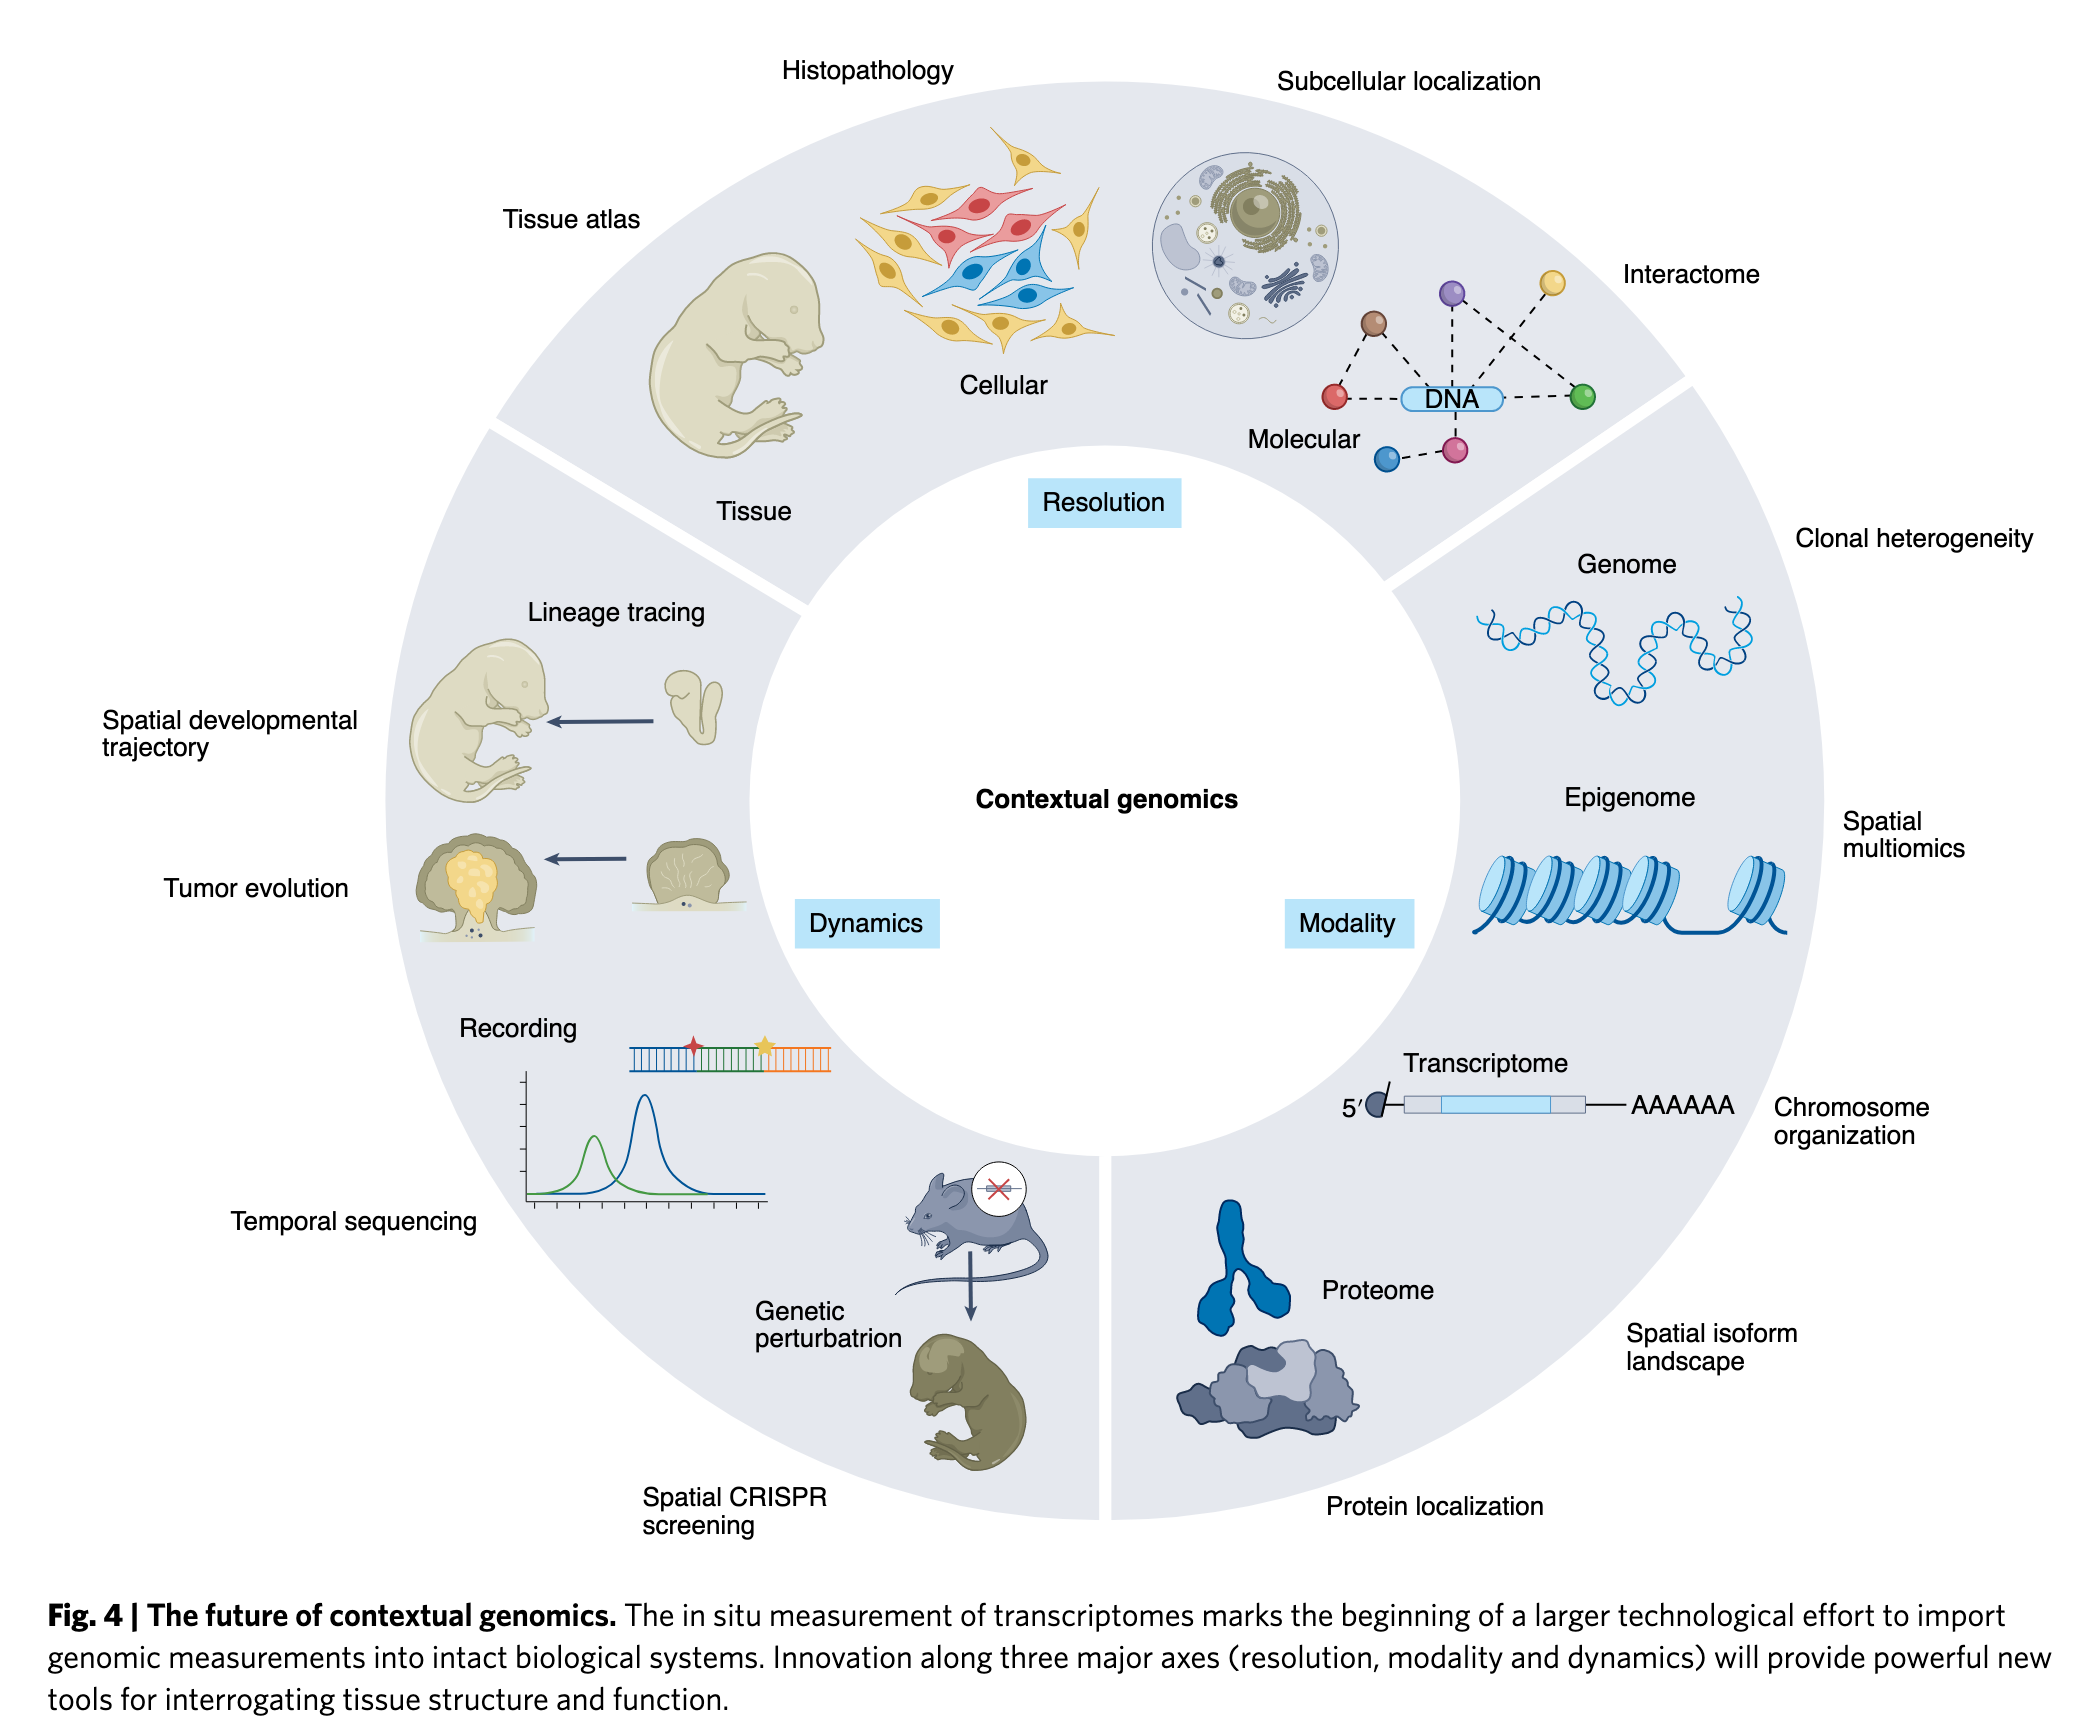 Histopathology
Subcellular localization
Tissue atlas
Interactome
Cellular
DNA
Molecular
Tissue
Resolution
Clonal heterogeneity
Genome
Lineage tracing
Spatial developmental
trajectory
Contextual genomics
Epigenome
Spatial
multiomics
Tumor evolution
Dynamics
Modality
Recording
Transcriptome
5′
AAAAAA
Chromosome
organization
Temporal sequencing
Genetic
perturbatrion
Proteome
Spatial isoform
landscape
Spatial CRISPR
screening
Protein localization
Fig. 4 | The future of contextual genomics. The in situ measurement of transcriptomes marks the beginning of a larger technological effort to import
genomic measurements into intact biological systems. Innovation along three major axes (resolution, modality and dynamics) will provide powerful new
tools for interrogating tissue structure and function.